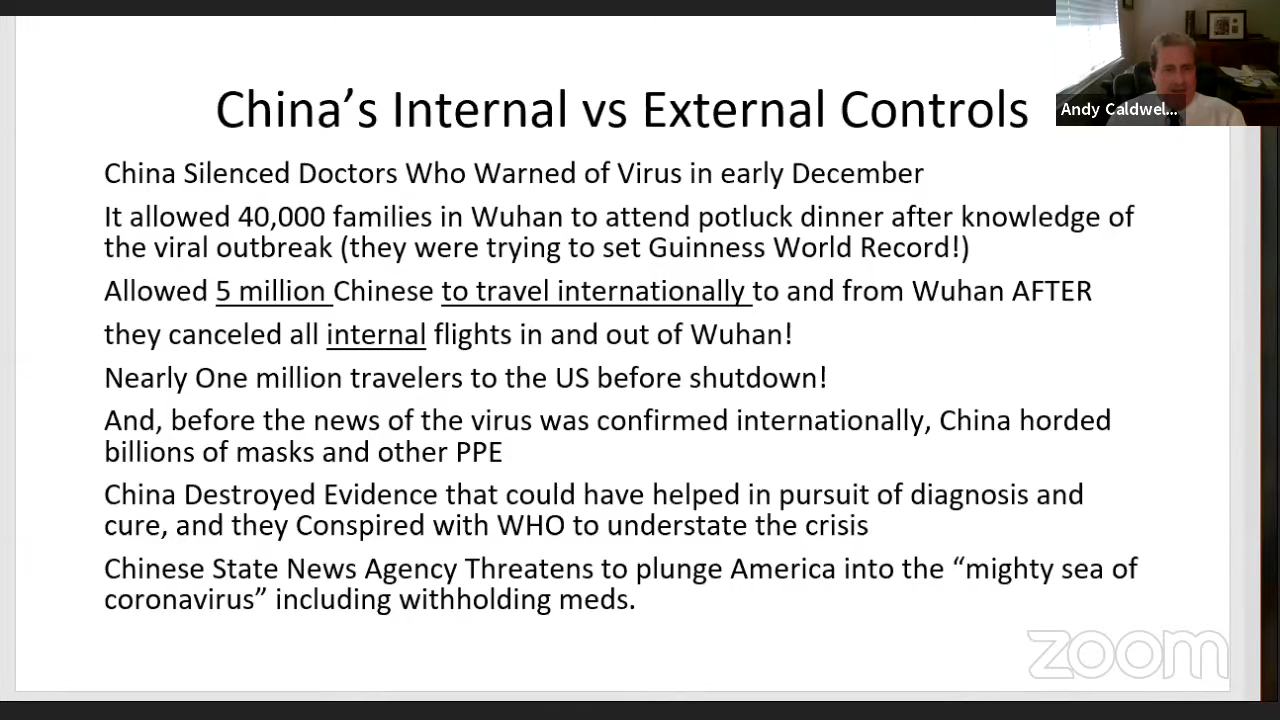 China's Internal vs External Controls
Andy Caldwel...
China Silenced Doctors Who Warned of Virus in early December
It allowed 40,000 families in Wuhan to attend potluck dinner after knowledge of
the viral outbreak (they were trying to set Guinness World Record!)
Allowed 5 million Chinese to travel internationally to and from Wuhan AFTER
they canceled all internal flights in and out of Wuhan!
Nearly One million travelers to the US before shutdown!
And, before the news of the virus was confirmed internationally, China horded
billions of masks and other PPE
China Destroyed Evidence that could have helped in pursuit of diagnosis and
cure, and they Conspired with WHO to understate the crisis
Chinese State News Agency Threatens to plunge America into the “mighty sea of
coronavirus” including withholding meds.
zoom